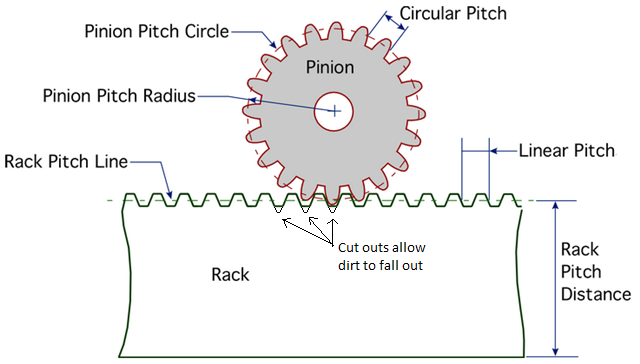 Circular Pitch
Pinion Pitch Circle
Pinion
Pinion Pitch Radius
Linear Pitch
Rack Pitch Line
Cut outs allow
dirt to fall out
Rack
Rack
Pitch
Distance